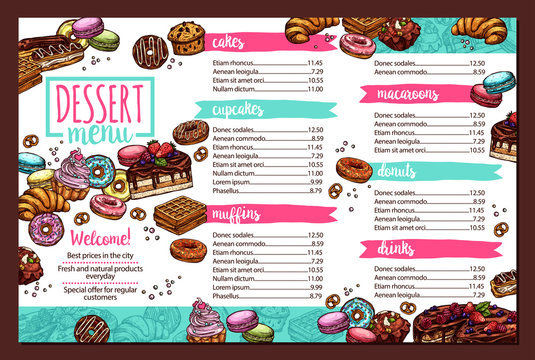 DESSERT
menu
Welcome!
Best prices in the city
Fresh and natural products
everyday
Special offer for regular
customers
cakes
Etiam rhoncus 11.45
Aenean leogula 7.29
Etiam sit amet orci 10.55
Nullam dictum 11.00
cupcakes
Donec sodales 12.50
Aenean commodo 8.59
Etiam rhoncus 11.45
Aenean leogula 7.29
Etiam sit amet orci 10.55
Nullam dictum 11.00
Lorem ipsum 9.99
Phasellus 8.79
muffins
Donec sodales 12.50
Aenean commodo 8.59
Etiam rhoncus 11.45
Aenean leogula 7.29
Etiam sit amet orci 10.55
Nullam dictum 11.00
Lorem ipsum 9.99
Phasellus 8.79
Donec sodales 12.50
Aenean commodo 8.59
macaroons
Donec sodales 12.50
Aenean commodo 8.59
Etiam rhoncus 11.45
Aenean leogula 7.29
Etiam sit amet orci 10.55
donuts
Donec sodales 12.50
Aenean commodo 8.59
Etiam rhoncus 11.45
Aenean leogula 7.29
drinks
Etiam rhoncus 11.45
Aenean leogula 7.29
Etiam sit amet orci 10.55
Donec sodales 12.50
Aenean commodo 8.59